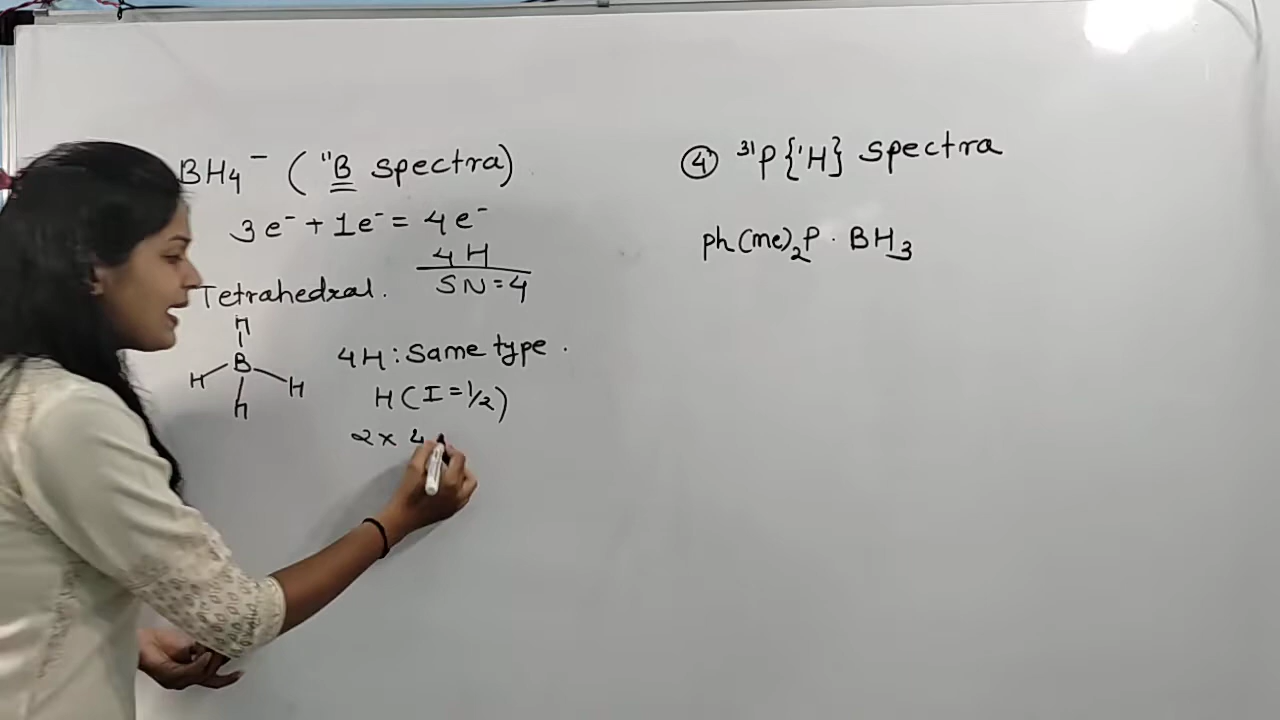 BH₄⁻ (¹¹B spectra)
3e⁻ + 1e⁻ = 4e⁻
4H
SN=4
Tetrahedral.
H
B
H H
H
4H : Same type .
H(I=1/2)
2 x 4
④ ³¹P{¹H} spectra
ph(me)₂P · BH₃